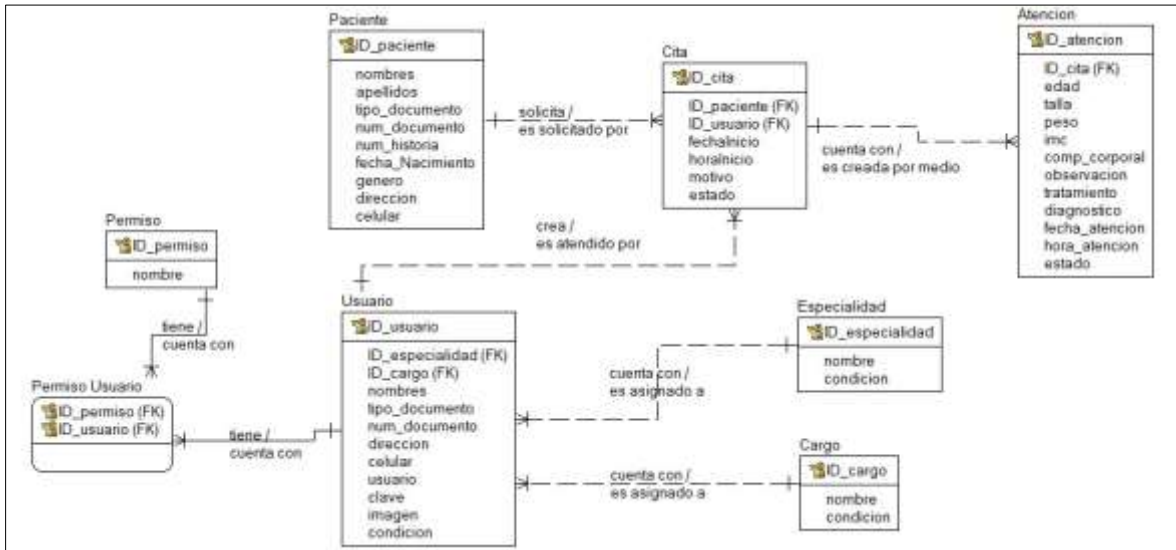 Paciente
ID_paciente
nombres
apellidos
tipo_documento
num_documento
num_historia
fecha_Nacimiento
genero
direccion
celular
solicita /
es solicitado por
Cita
ID_cita
ID_paciente (FK)
ID_usuario (FK)
fechaInicio
horaInicio
motivo
estado
cuenta con /
es creada por medio
Atencion
ID_atencion
ID_cita (FK)
edad
talla
peso
imc
comp_corporal
observacion
tratamiento
diagnostico
fecha_atencion
hora_atencion
estado
crea /
es atendido por
Permiso
ID_permiso
nombre
tiene /
cuenta con
Permiso Usuario
ID_permiso (FK)
ID_usuario (FK)
tiene /
cuenta con
Usuario
ID_usuario
ID_especialidad (FK)
ID_cargo (FK)
nombres
tipo_documento
num_documento
direccion
celular
usuario
clave
imagen
condicion
cuenta con /
es asignado a
Especialidad
ID_especialidad
nombre
condicion
cuenta con /
es asignado a
Cargo
ID_cargo
nombre
condicion